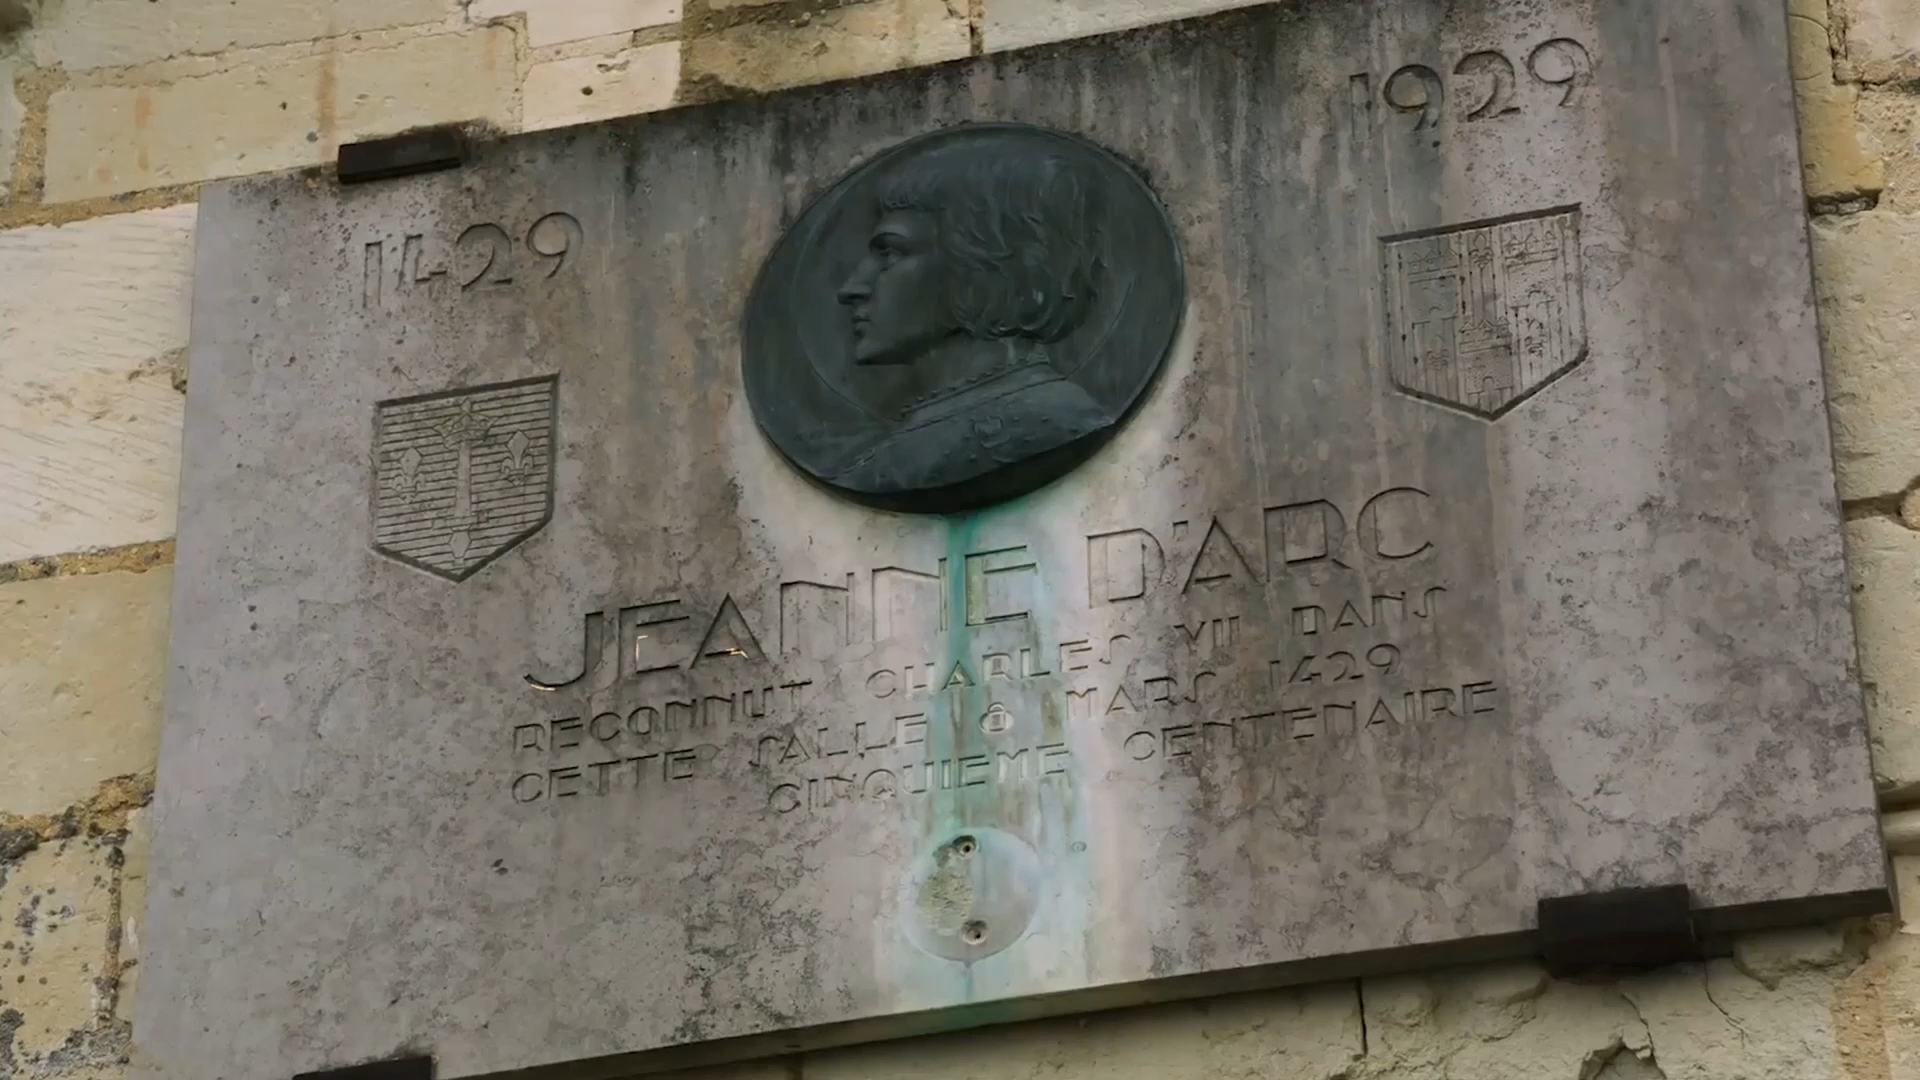 1429
1929
JEANNE D'ARC
RECONNUT CHARLES VII DANS
CETTE SALLE 8 MARS 1429
CINQUIEME CENTENAIRE